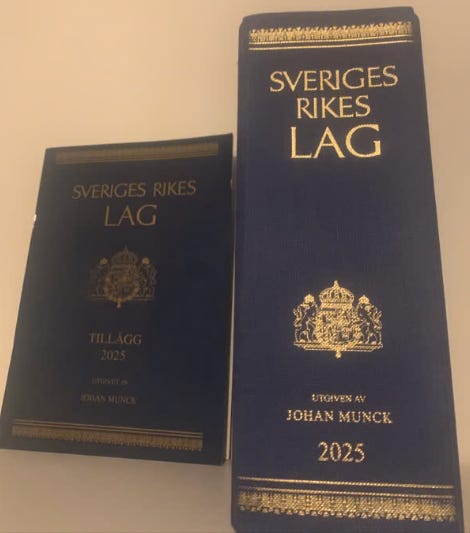 SVERIGES RIKES
LAG
TILLÄGG
2025
UTGIVET AV
JOHAN MUNCK
SVERIGES
RIKES
LAG
UTGIVEN AV
JOHAN MUNCK
2025